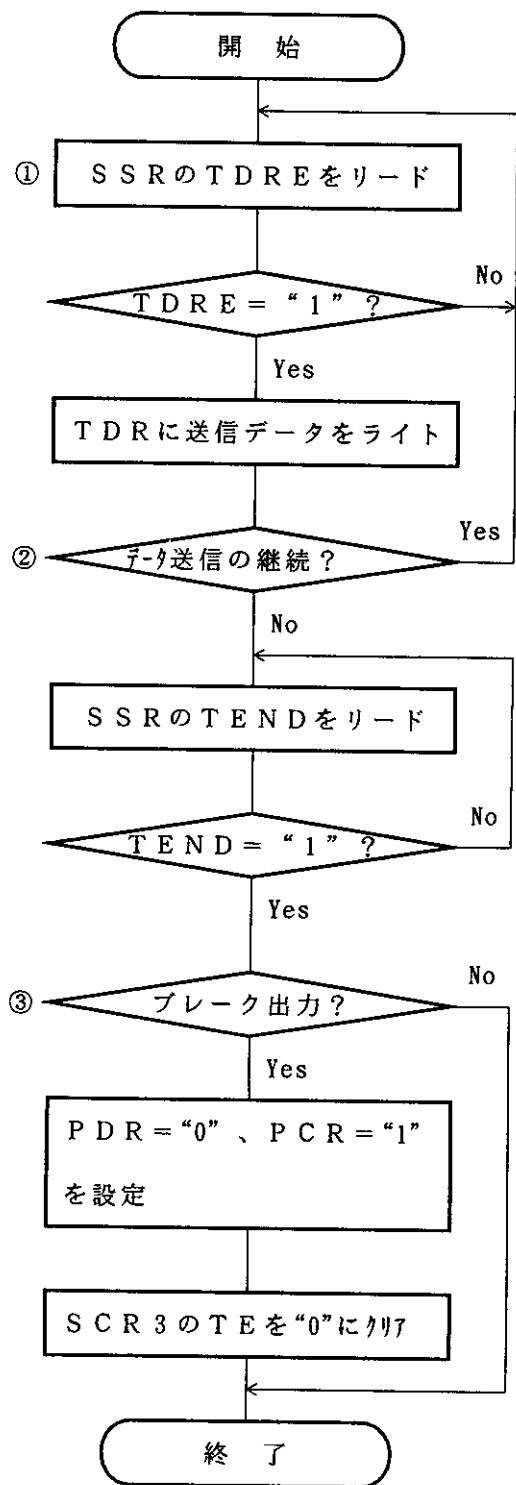 開 始
① SSRのTDREをリード
No
TDRE=“1”?
Yes
TDRに送信データをライト
Yes
② データ送信の継続?
No
SSRのTENDをリード
No
TEND=“1”?
Yes
No
③ ブレーク出力?
Yes
PDR=“0”、PCR=“1”
を設定
SCR3のTEを“0”にクリア
終 了